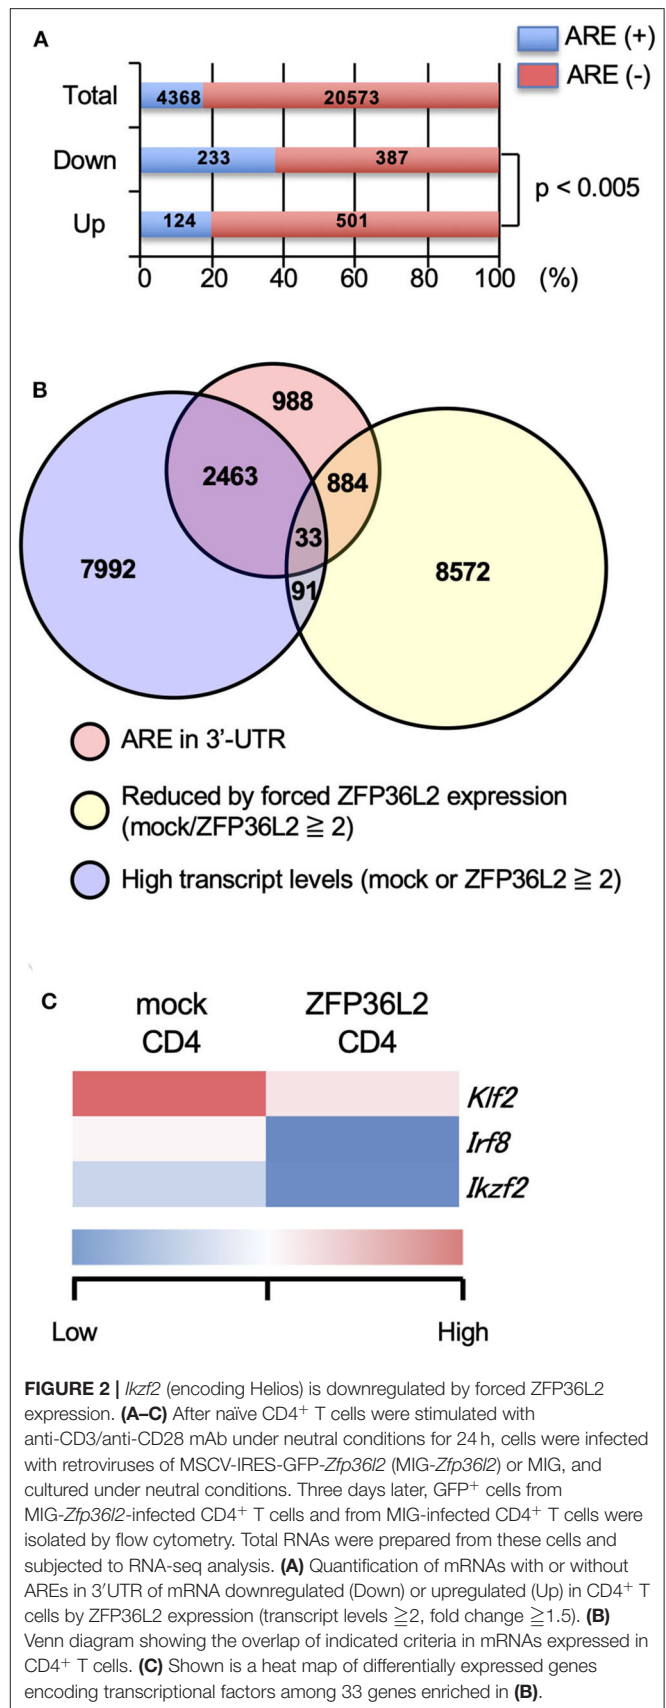 A
ARE (+)
ARE (-)
Total
4368
20573
Down
233
387
p < 0.005
Up
124
501
0 20 40 60 80 100 (%)
B
988
2463
884
33
7992
91
8572
ARE in 3'-UTR
Reduced by forced ZFP36L2 expression
(mock/ZFP36L2 ≧ 2)
High transcript levels (mock or ZFP36L2 ≧ 2)
C
mock
CD4
ZFP36L2
CD4
Klf2
Irf8
Ikzf2
Low
High
FIGURE 2 | Ikzf2 (encoding Helios) is downregulated by forced ZFP36L2
expression. (A–C) After naïve CD4+ T cells were stimulated with
anti-CD3/anti-CD28 mAb under neutral conditions for 24 h, cells were infected
with retroviruses of MSCV-IRES-GFP-Zfp36l2 (MIG-Zfp36l2) or MIG, and
cultured under neutral conditions. Three days later, GFP+ cells from
MIG-Zfp36l2-infected CD4+ T cells and from MIG-infected CD4+ T cells were
isolated by flow cytometry. Total RNAs were prepared from these cells and
subjected to RNA-seq analysis. (A) Quantification of mRNAs with or without
AREs in 3′UTR of mRNA downregulated (Down) or upregulated (Up) in CD4+ T
cells by ZFP36L2 expression (transcript levels ≧2, fold change ≧1.5). (B)
Venn diagram showing the overlap of indicated criteria in mRNAs expressed in
CD4+ T cells. (C) Shown is a heat map of differentially expressed genes
encoding transcriptional factors among 33 genes enriched in (B).